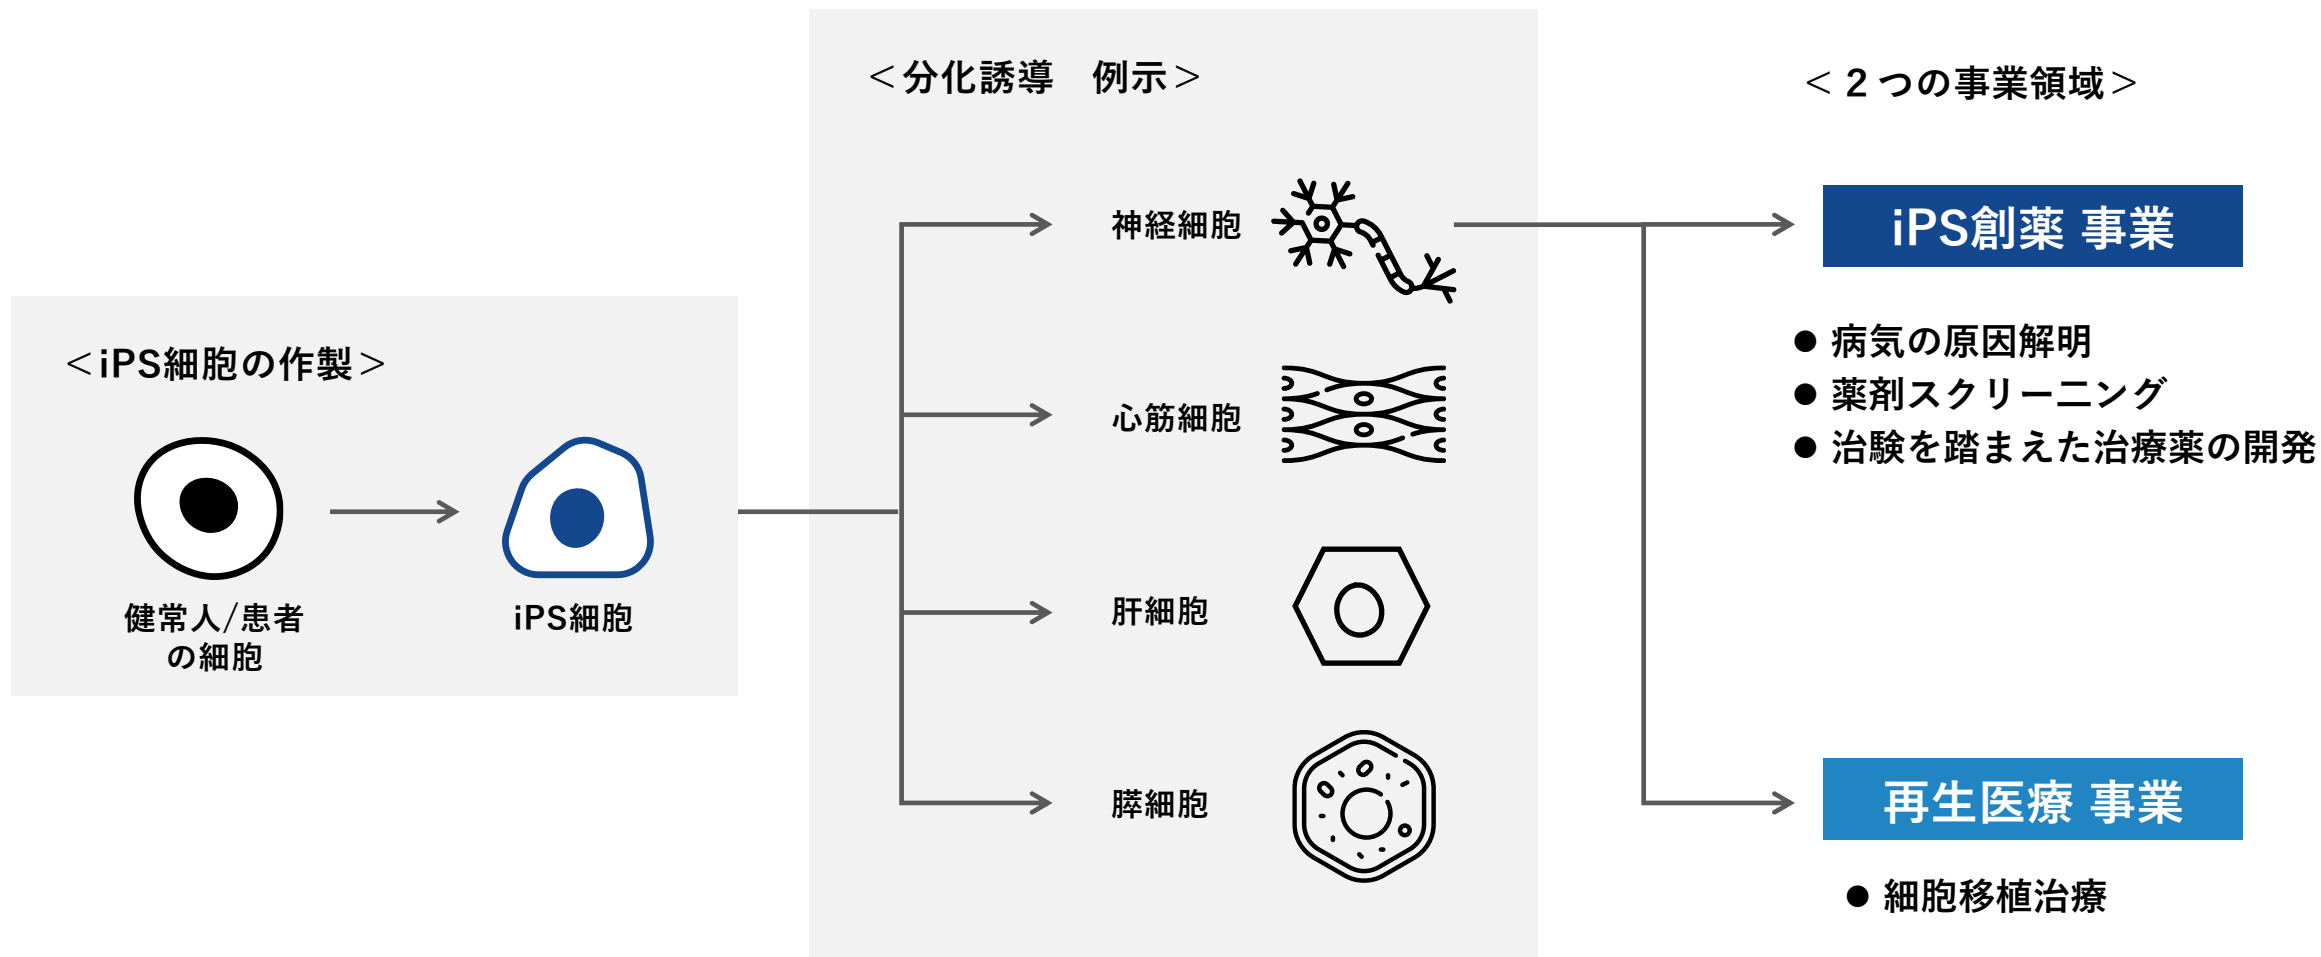 ＜iPS細胞の作製＞
健常人/患者
の細胞
iPS細胞
＜分化誘導　例示＞
神経細胞
心筋細胞
肝細胞
膵細胞
＜２つの事業領域＞
iPS創薬 事業
● 病気の原因解明
● 薬剤スクリーニング
● 治験を踏まえた治療薬の開発
再生医療 事業
● 細胞移植治療